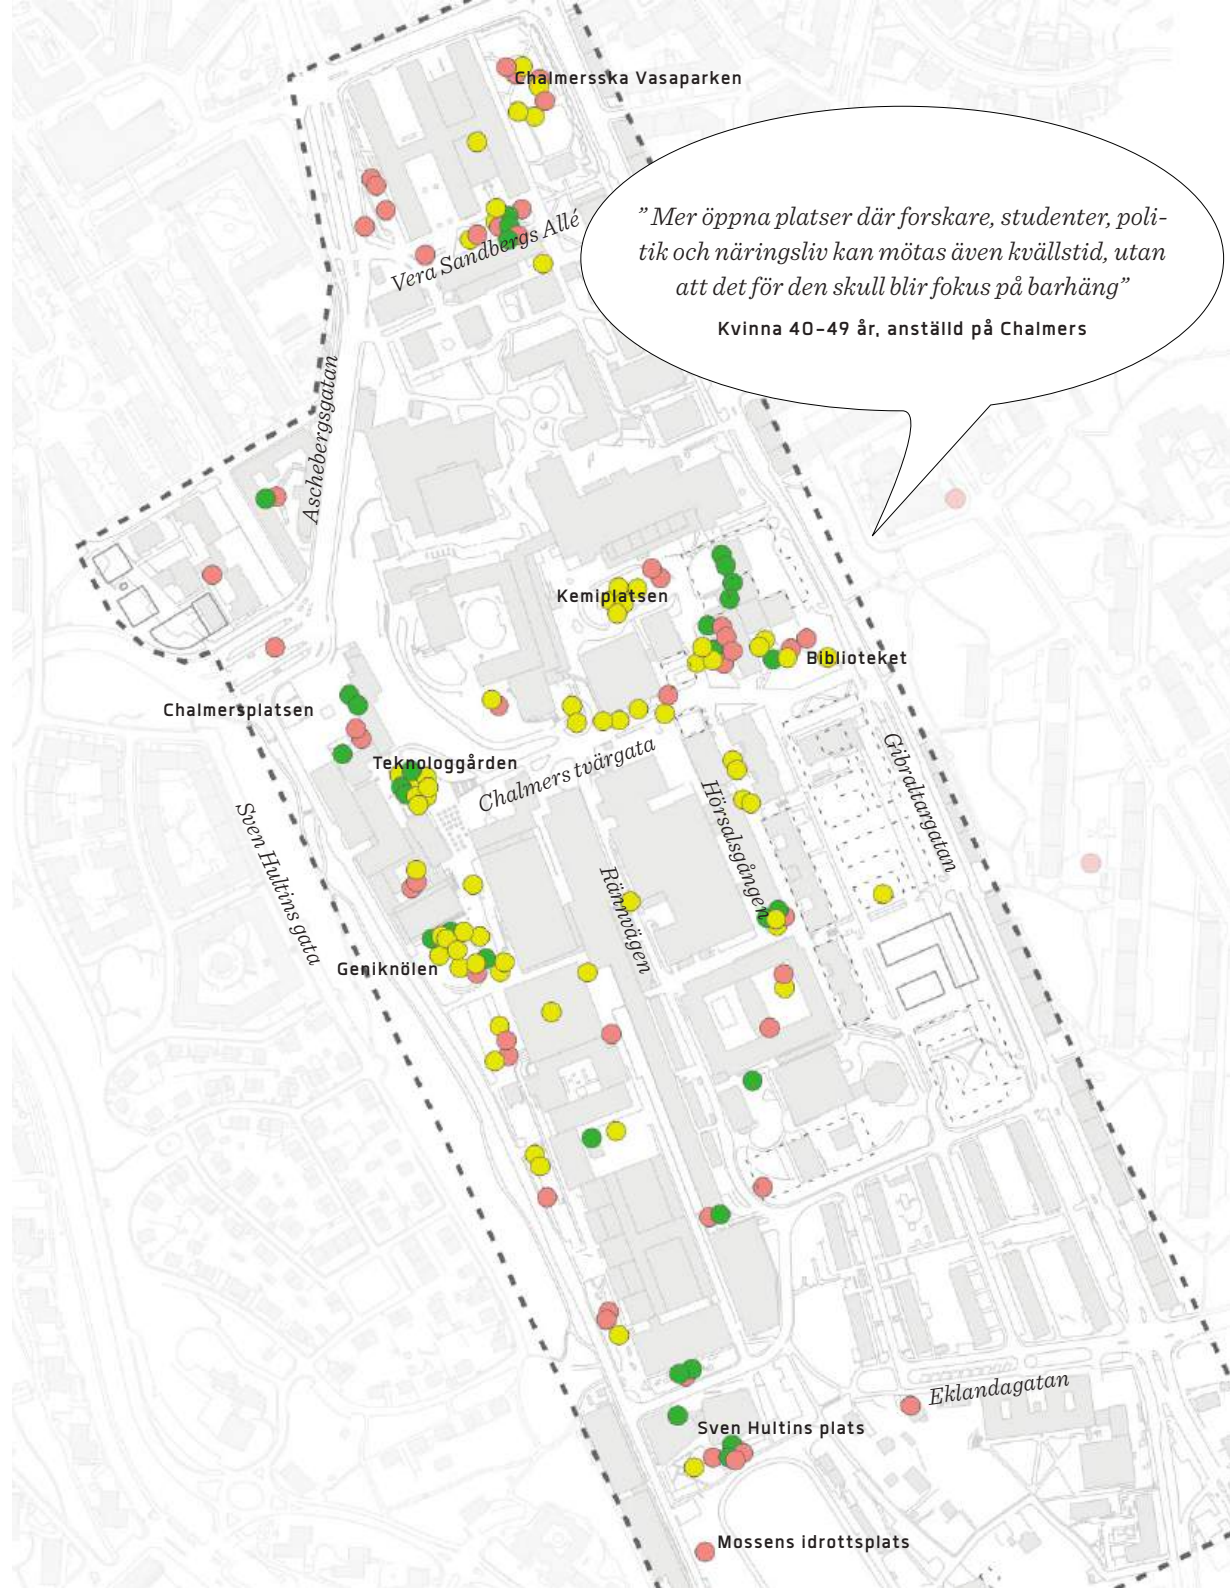 Chalmersska Vasaparken
” Mer öppna platser där forskare, studenter, poli-
tik och näringsliv kan mötas även kvällstid, utan
att det för den skull blir fokus på barhäng”
Kvinna 40-49 år, anställd på Chalmers
Vera Sandbergs Allé
Aschebergsgatan
Kemiplatsen
Biblioteket
Chalmersplatsen
Teknologgården
Chalmers tvärgata
Gibraltargatan
Hörsalsgången
Sven Hultins gata
Rännvägen
Geniknölen
Eklandagatan
Sven Hultins plats
Mossens idrottsplats